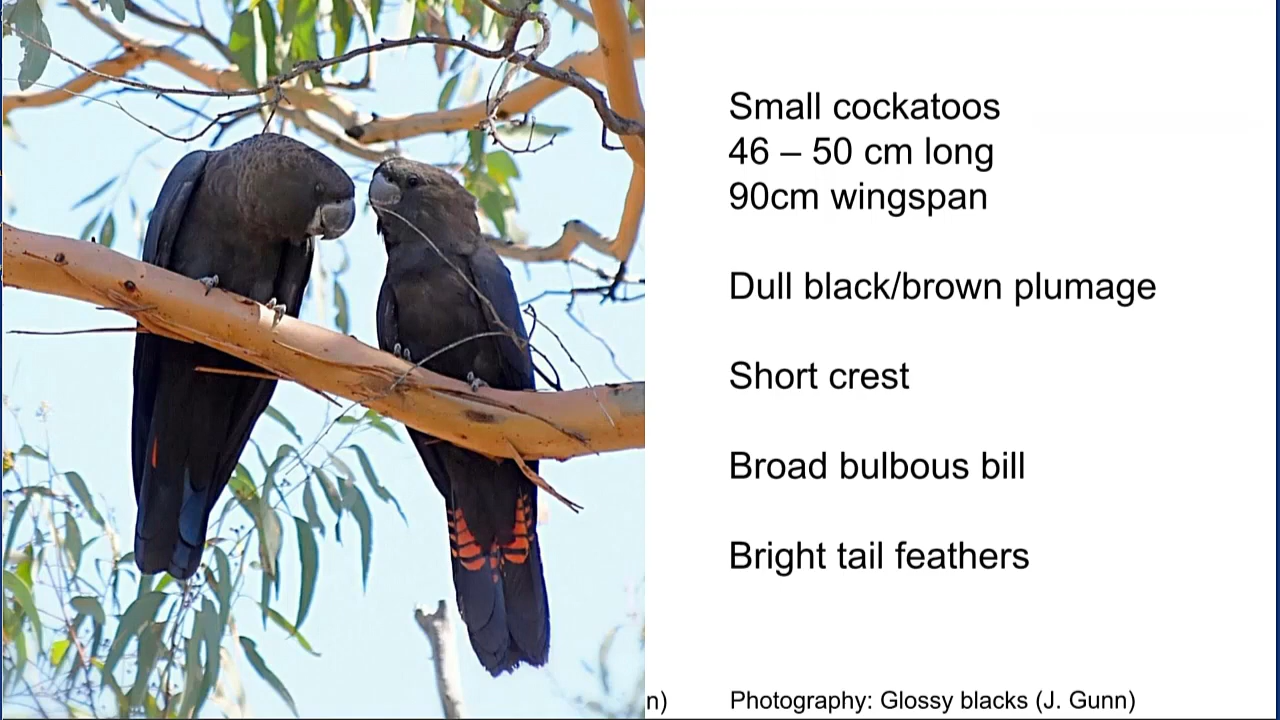 Small cockatoos
46 – 50 cm long
90cm wingspan
Dull black/brown plumage
Short crest
Broad bulbous bill
Bright tail feathers
n)
Photography: Glossy blacks (J. Gunn)